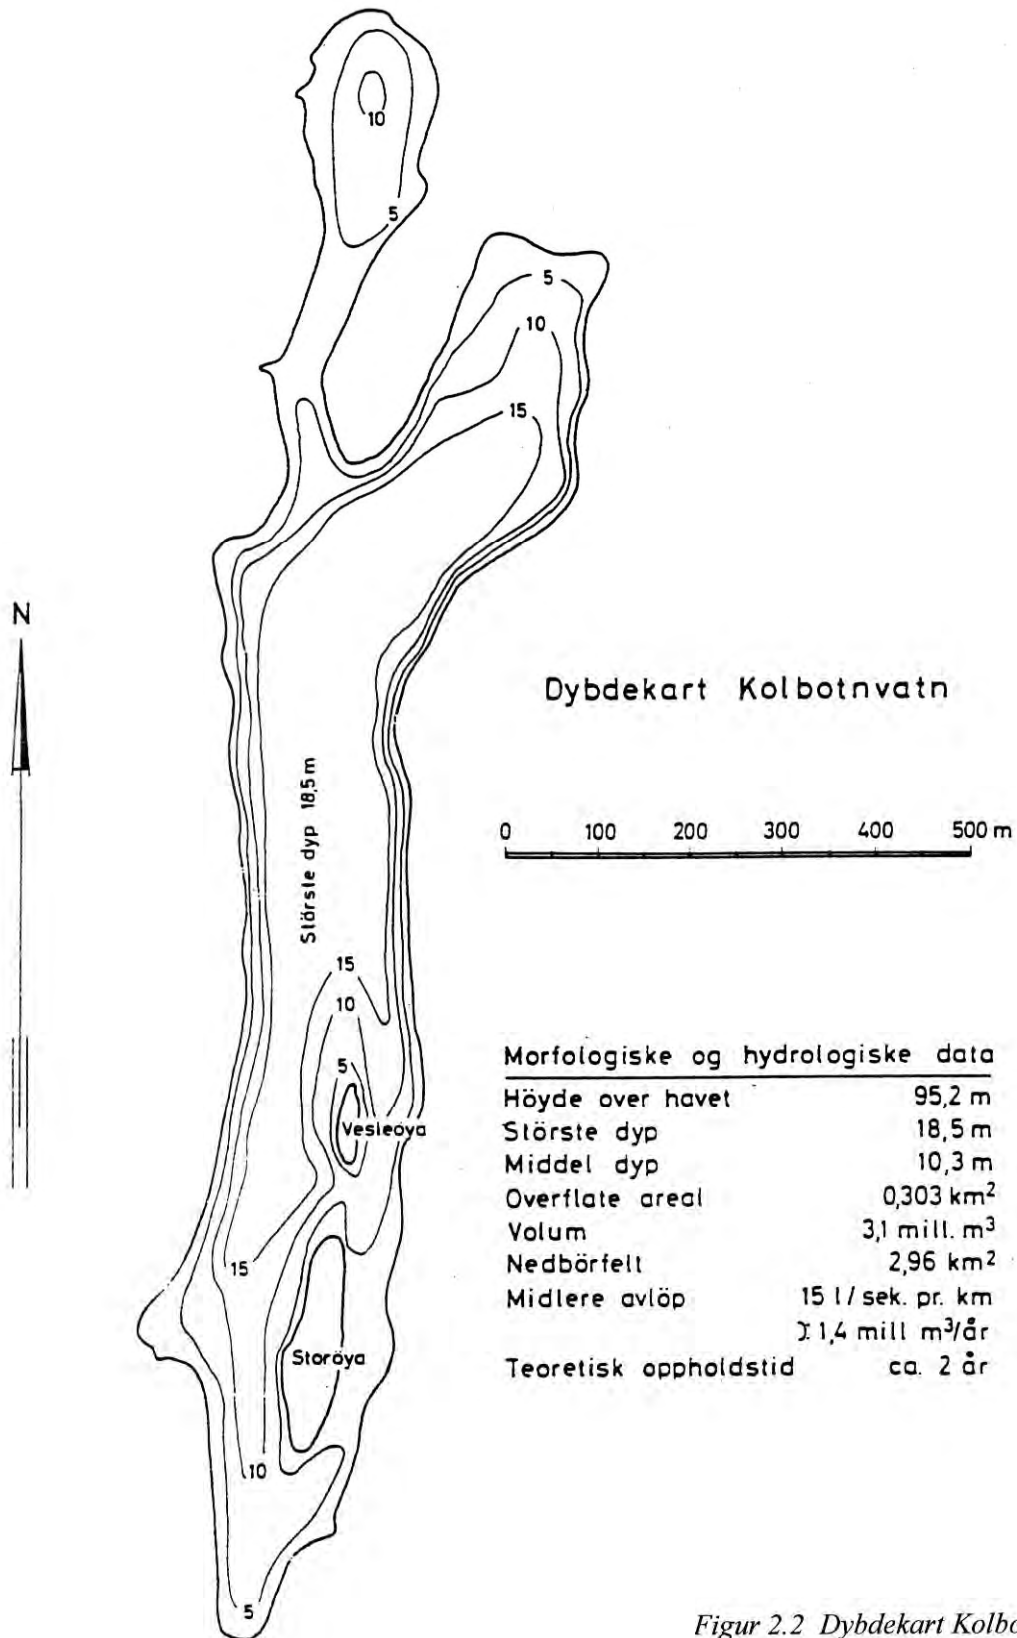 10
5
5
10
15
N
Dybdekart Kolbotnvatn
Störste dyp 18,5 m
0 100 200 300 400 500 m
15
10
5
Vesleöya
15
Storöya
10
5
Morfologiske og hydrologiske data
Höyde over havet 95,2 m
Störste dyp 18,5 m
Middel dyp 10,3 m
Overflate areal 0,303 km²
Volum 3,1 mill. m³
Nedbörfelt 2,96 km²
Midlere avlöp 15 l/sek. pr. km
1,4 mill m³/år
Teoretisk oppholdstid ca. 2 år
Figur 2.2 Dybdekart Kolbo